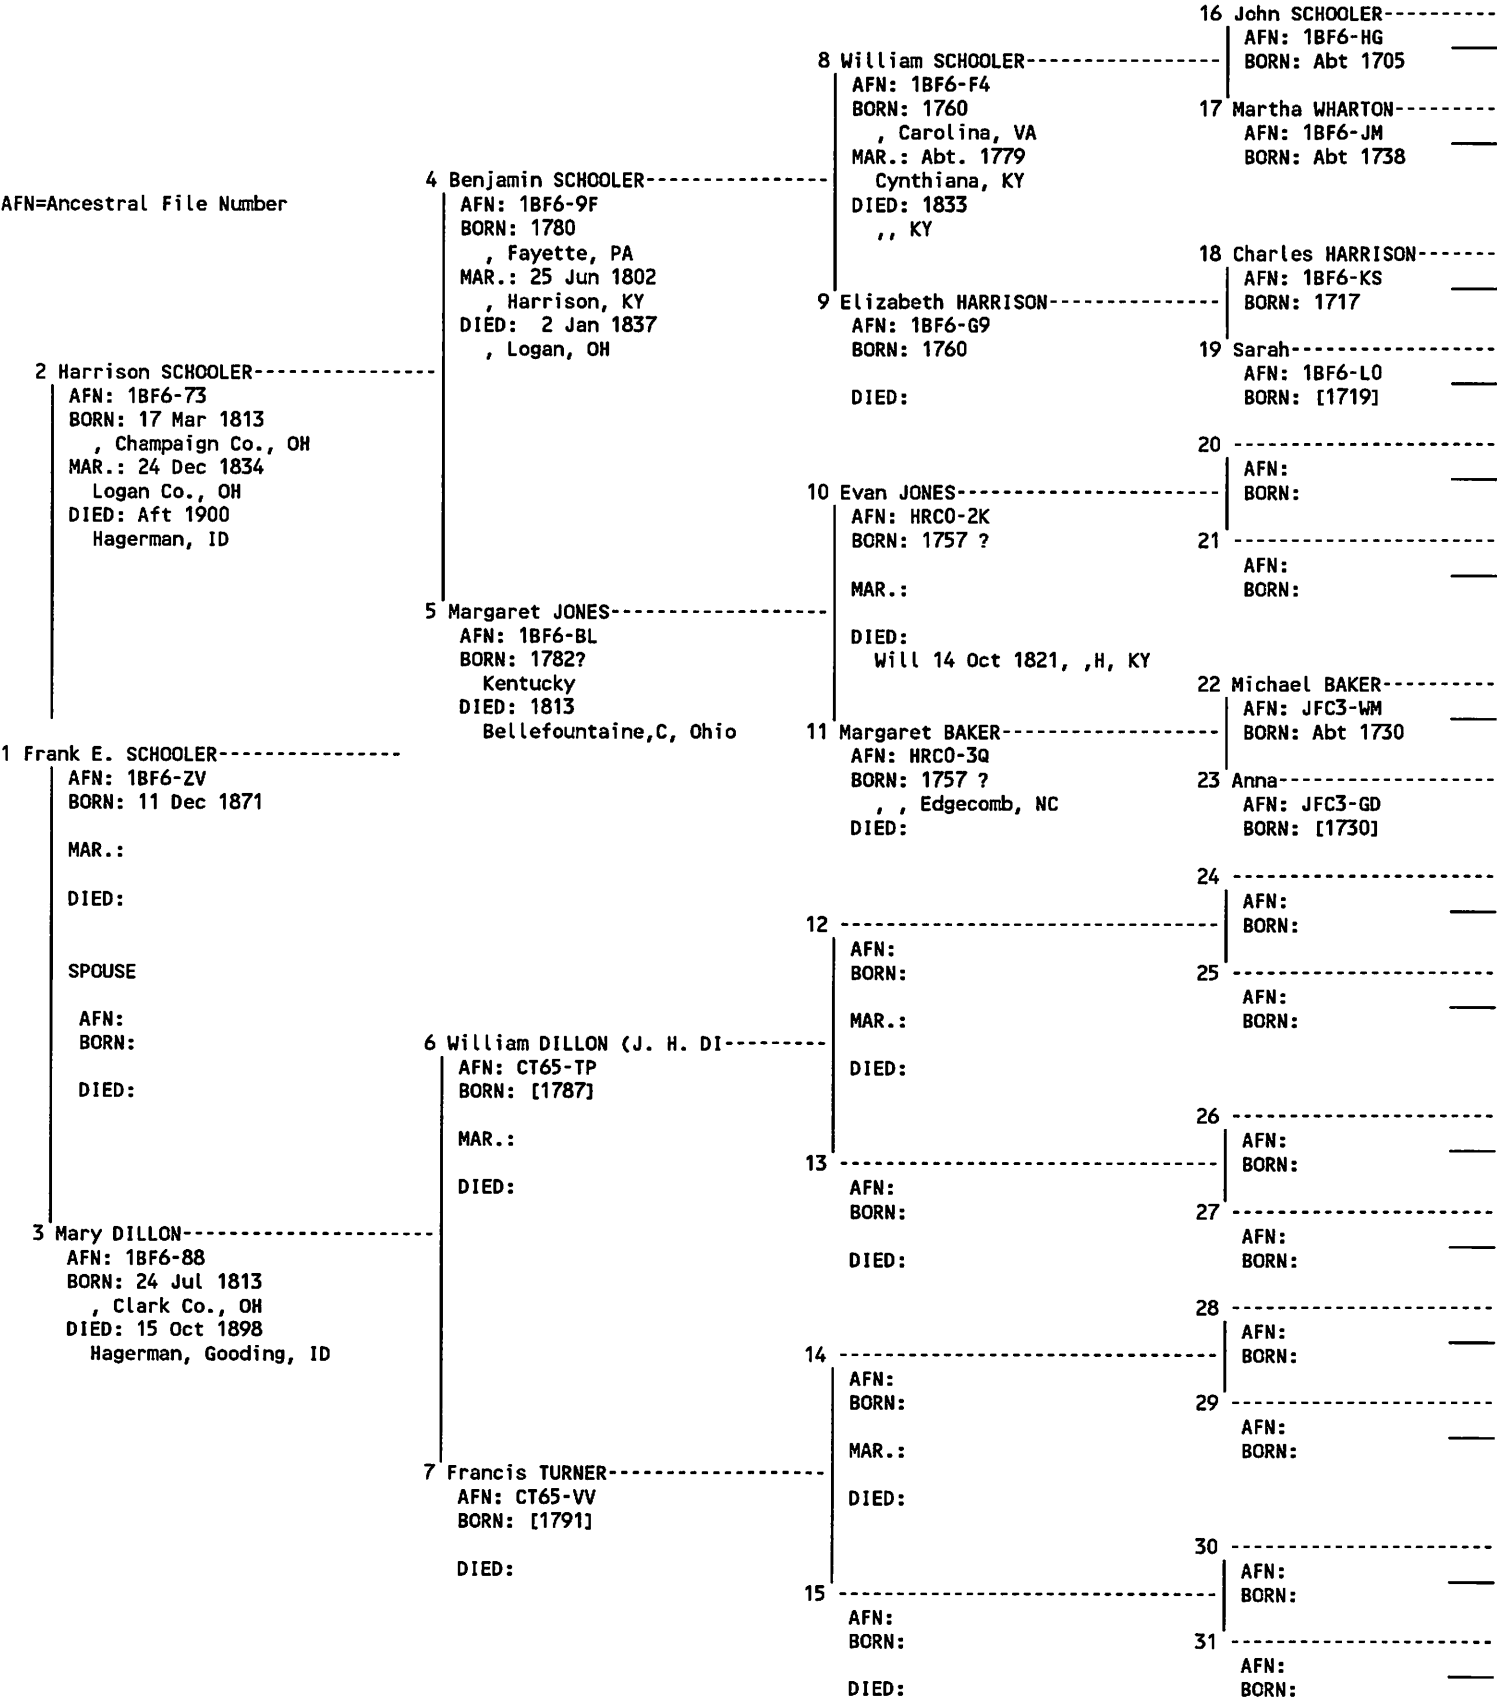 AFN=Ancestral File Number
1 Frank E. SCHOOLER----------------
AFN: 1BF6-ZV
BORN: 11 Dec 1871
MAR.:
DIED:
SPOUSE
AFN:
BORN:
DIED:
2 Harrison SCHOOLER----------------
AFN: 1BF6-73
BORN: 17 Mar 1813
, Champaign Co., OH
MAR.: 24 Dec 1834
Logan Co., OH
DIED: Aft 1900
Hagerman, ID
3 Mary DILLON----------------------
AFN: 1BF6-88
BORN: 24 Jul 1813
, Clark Co., OH
DIED: 15 Oct 1898
Hagerman, Gooding, ID
4 Benjamin SCHOOLER----------------
AFN: 1BF6-9F
BORN: 1780
, Fayette, PA
MAR.: 25 Jun 1802
, Harrison, KY
DIED: 2 Jan 1837
, Logan, OH
5 Margaret JONES-------------------
AFN: 1BF6-BL
BORN: 1782?
Kentucky
DIED: 1813
Bellefountaine,C, Ohio
6 William DILLON (J. H. DI---------
AFN: CT65-TP
BORN: [1787]
MAR.:
DIED:
7 Francis TURNER-------------------
AFN: CT65-VV
BORN: [1791]
DIED:
8 William SCHOOLER-----------------
AFN: 1BF6-F4
BORN: 1760
, Carolina, VA
MAR.: Abt. 1779
Cynthiana, KY
DIED: 1833
,, KY
9 Elizabeth HARRISON---------------
AFN: 1BF6-G9
BORN: 1760
DIED:
10 Evan JONES-----------------------
AFN: HRC0-2K
BORN: 1757 ?
MAR.:
DIED:
Will 14 Oct 1821, ,H, KY
11 Margaret BAKER-------------------
AFN: HRC0-3Q
BORN: 1757 ?
, , Edgecomb, NC
DIED:
12 ---------------------------------
AFN:
BORN:
MAR.:
DIED:
13 ---------------------------------
AFN:
BORN:
DIED:
14 ---------------------------------
AFN:
BORN:
MAR.:
DIED:
15 ---------------------------------
AFN:
BORN:
DIED:
16 John SCHOOLER----------
AFN: 1BF6-HG
BORN: Abt 1705
17 Martha WHARTON---------
AFN: 1BF6-JM
BORN: Abt 1738
18 Charles HARRISON-------
AFN: 1BF6-KS
BORN: 1717
19 Sarah------------------
AFN: 1BF6-L0
BORN: [1719]
20 -----------------------
AFN:
BORN:
21 -----------------------
AFN:
BORN:
22 Michael BAKER----------
AFN: JFC3-WM
BORN: Abt 1730
23 Anna-------------------
AFN: JFC3-GD
BORN: [1730]
24 -----------------------
AFN:
BORN:
25 -----------------------
AFN:
BORN:
26 -----------------------
AFN:
BORN:
27 -----------------------
AFN:
BORN:
28 -----------------------
AFN:
BORN:
29 -----------------------
AFN:
BORN:
30 -----------------------
AFN:
BORN:
31 -----------------------
AFN:
BORN: